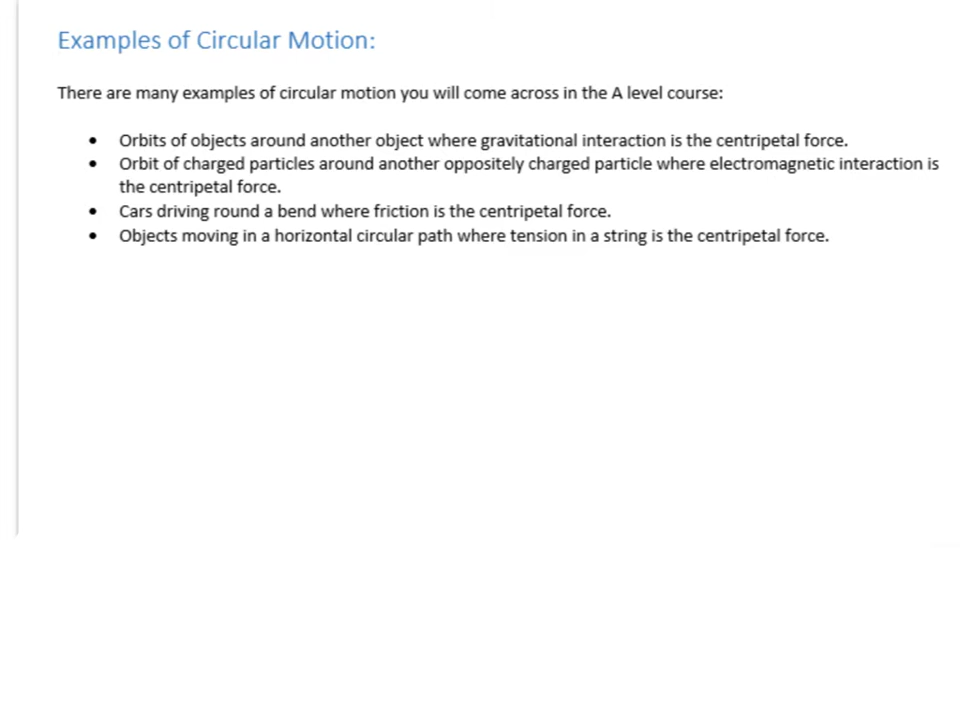 Examples of Circular Motion:
There are many examples of circular motion you will come across in the A level course:
• Orbits of objects around another object where gravitational interaction is the centripetal force.
• Orbit of charged particles around another oppositely charged particle where electromagnetic interaction is
the centripetal force.
• Cars driving round a bend where friction is the centripetal force.
• Objects moving in a horizontal circular path where tension in a string is the centripetal force.